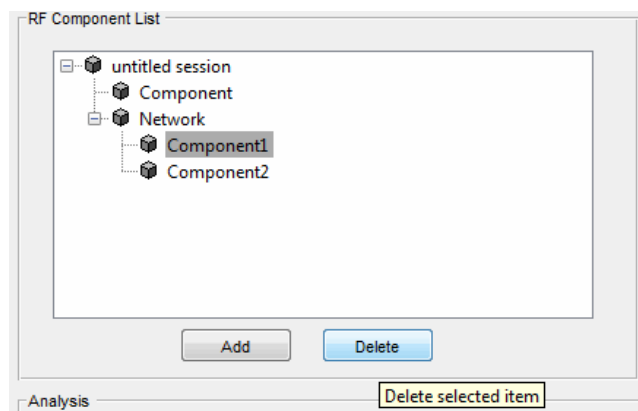 RF Component List
untitled session
Component
Network
Component1
Component2
Add Delete
Delete selected item
Analysis